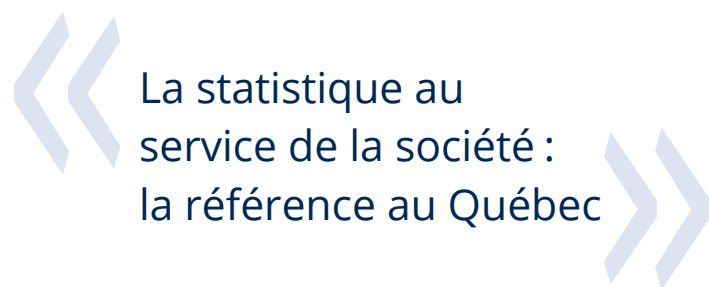 «
La statistique au
service de la société :
la référence au Québec
»